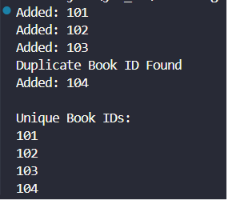 Added: 101
Added: 102
Added: 103
Duplicate Book ID Found
Added: 104
Unique Book IDs:
101
102
103
104